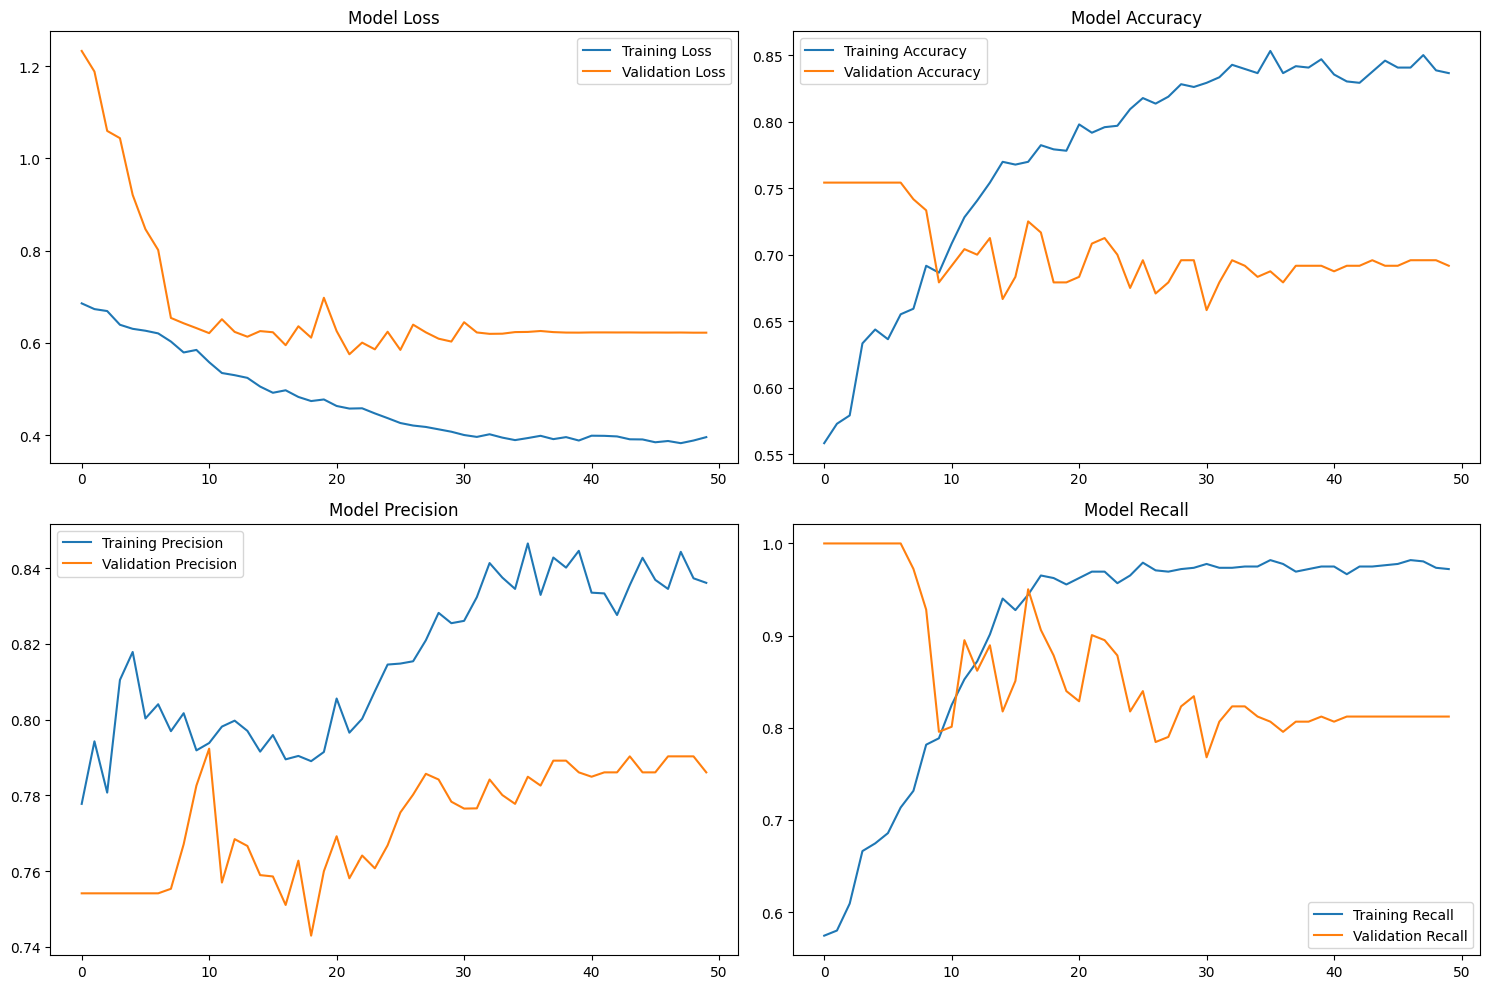 Model Loss
Training Loss
Validation Loss
1.2
1.0
0.8
0.6
0.4
0 10 20 30 40 50
Model Accuracy
Training Accuracy
Validation Accuracy
0.85
0.80
0.75
0.70
0.65
0.60
0.55
0 10 20 30 40 50
Model Precision
Training Precision
Validation Precision
0.84
0.82
0.80
0.78
0.76
0.74
0 10 20 30 40 50
Model Recall
1.0
0.9
0.8
0.7
0.6
Training Recall
Validation Recall
0 10 20 30 40 50